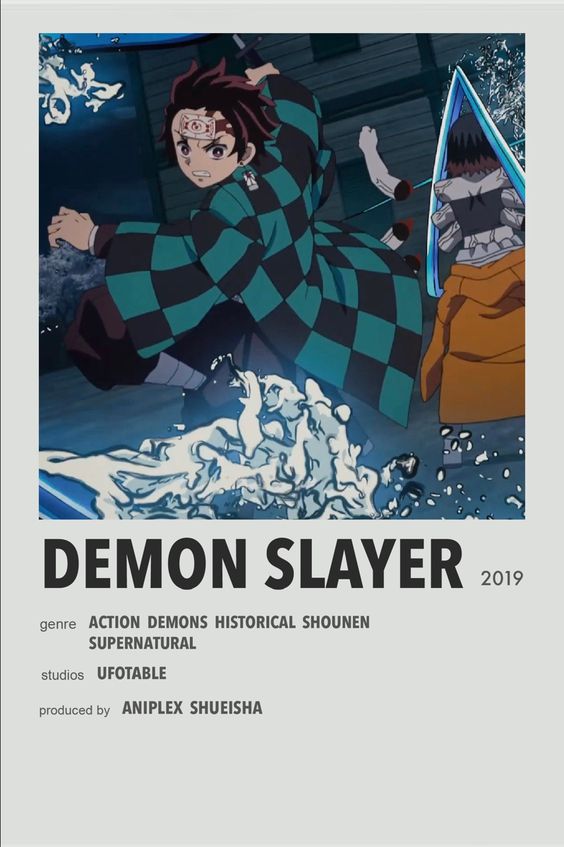 DEMON SLAYER 2019
genre ACTION DEMONS HISTORICAL SHOUNEN
SUPERNATURAL
studios UFOTABLE
produced by ANIPLEX SHUEISHA